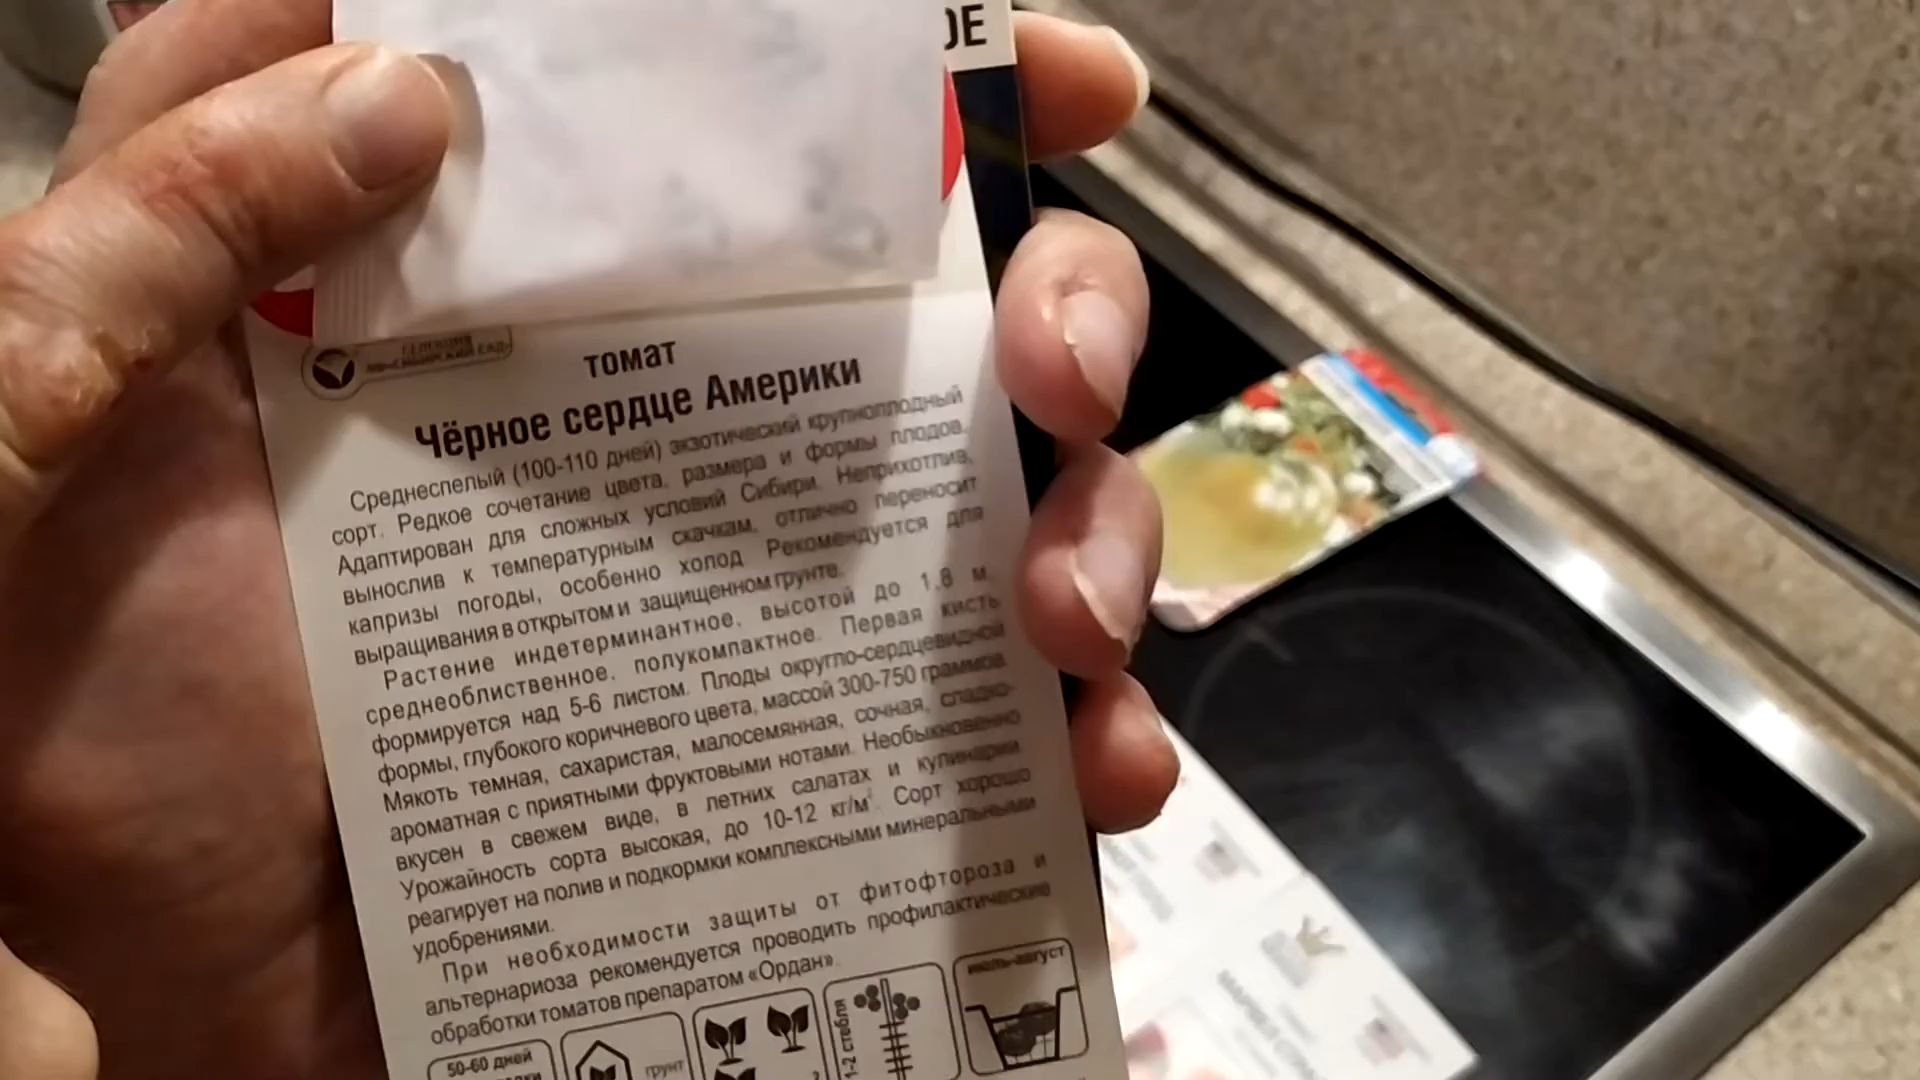 ОЕ
СЕЛЕКЦИЯ
«СИБИРСКИЙ САД»
томат
Чёрное сердце Америки
Среднеспелый (100-110 дней) экзотический крупноплодный
сорт. Редкое сочетание цвета, размера и формы плодов.
Адаптирован для сложных условий Сибири. Неприхотлив,
вынослив к температурным скачкам, отлично переносит
капризы погоды, особенно холод. Рекомендуется для
выращивания в открытом и защищенном грунте.
Растение индетерминантное, высотой до 1,8 м,
среднеоблиственное, полукомпактное. Первая кисть
формируется над 5-6 листом. Плоды округло-сердцевидной
формы, глубокого коричневого цвета, массой 300-750 граммов.
Мякоть темная, сахаристая, малосемянная, сочная, сладко-
ароматная с приятными фруктовыми нотами. Необыкновенно
вкусен в свежем виде, в летних салатах и кулинарии.
Урожайность сорта высокая, до 10-12 кг/м². Сорт хорошо
реагирует на полив и подкормки комплексными минеральными
удобрениями.
При необходимости защиты от фитофтороза и
альтернариоза рекомендуется проводить профилактические
обработки томатов препаратом «Ордан».
50-60 дней
грунт
1-2 стебля
июль-август